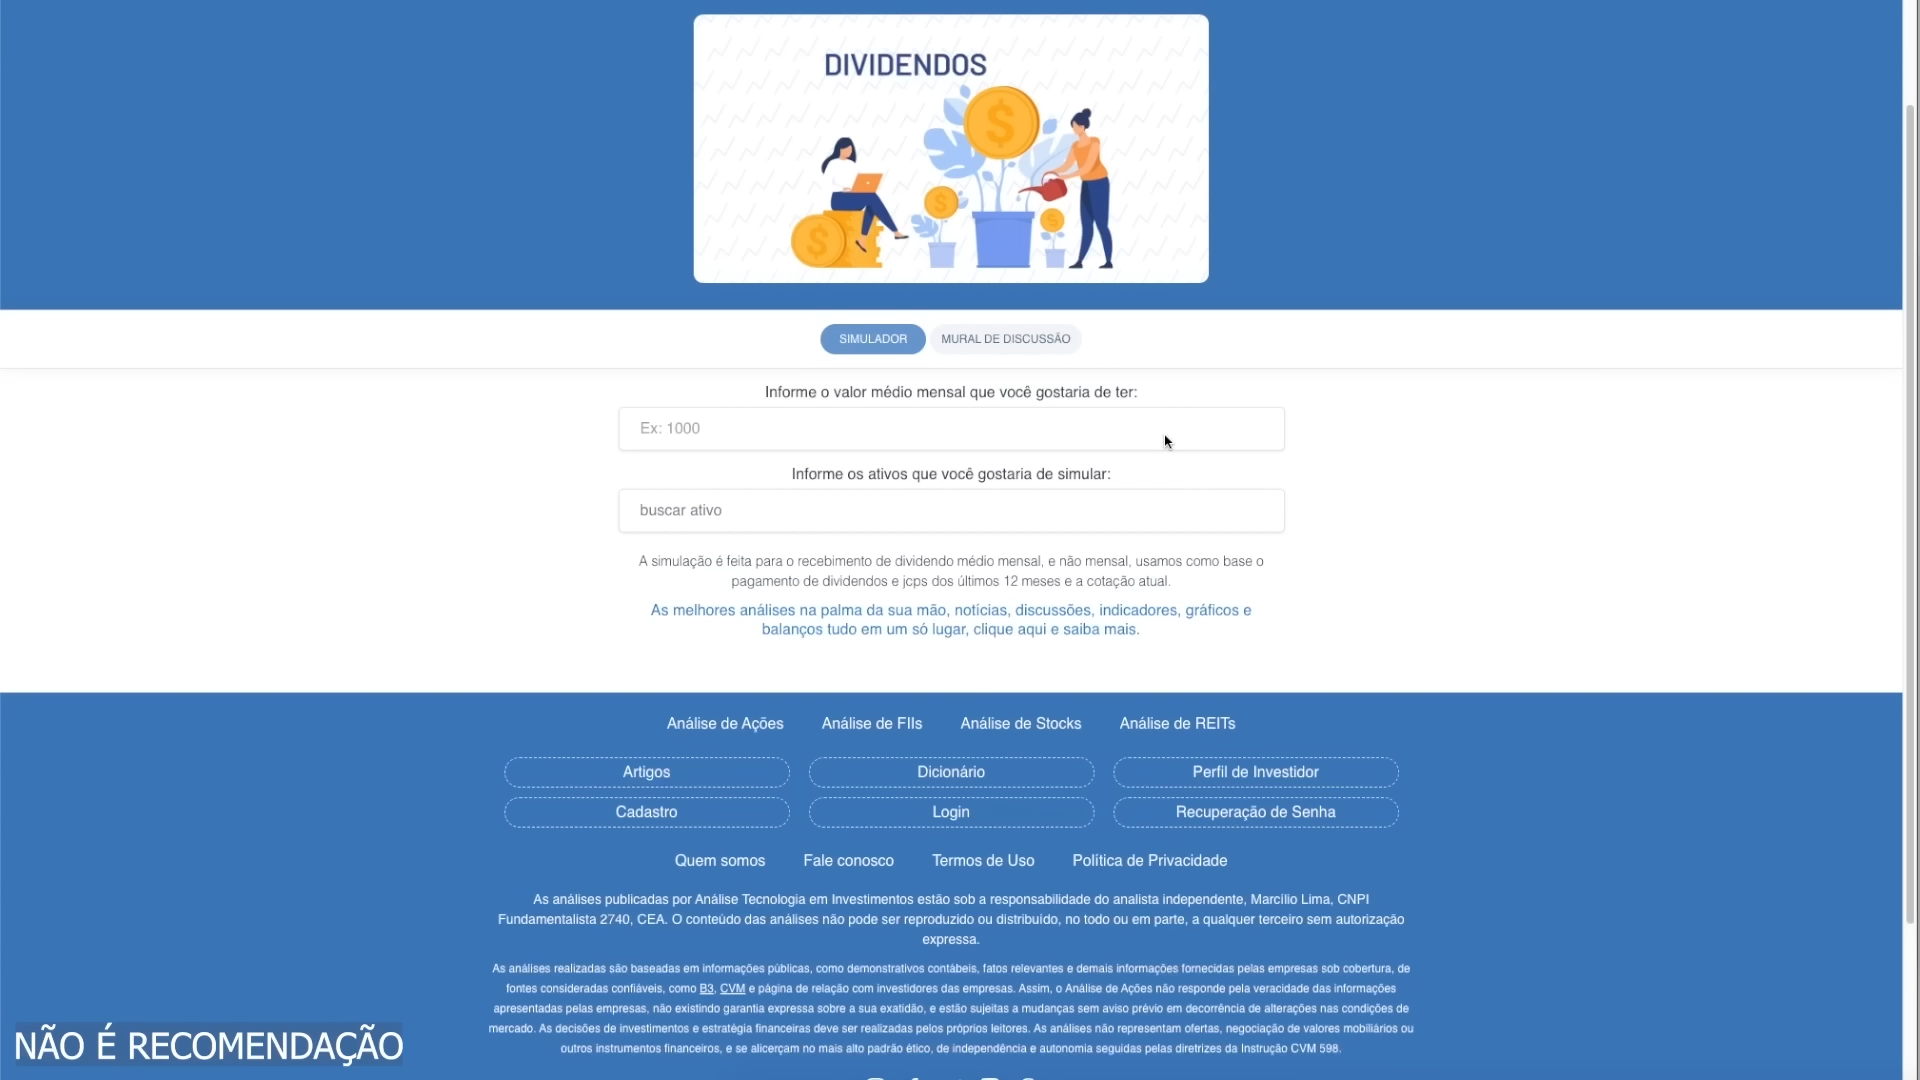 DIVIDENDOS
SIMULADOR
MURAL DE DISCUSSÃO
Informe o valor médio mensal que você gostaria de ter:
Ex: 1000
Informe os ativos que você gostaria de simular:
buscar ativo
A simulação é feita para o recebimento de dividendo médio mensal, e não mensal, usamos como base o
pagamento de dividendos e jcps dos últimos 12 meses e a cotação atual.
As melhores análises na palma da sua mão, notícias, discussões, indicadores, gráficos e
balanços tudo em um só lugar, clique aqui e saiba mais.
Análise de Ações
Análise de FIIs
Análise de Stocks
Análise de REITs
Artigos
Dicionário
Perfil de Investidor
Cadastro
Login
Recuperação de Senha
Quem somos
Fale conosco
Termos de Uso
Política de Privacidade
As análises publicadas por Análise Tecnologia em Investimentos estão sob a responsabilidade do analista independente, Marcílio Lima, CNPI
Fundamentalista 2740, CEA. O conteúdo das análises não pode ser reproduzido ou distribuído, no todo ou em parte, a qualquer terceiro sem autorização
expressa.
As análises realizadas são baseadas em informações públicas, como demonstrativos contábeis, fatos relevantes e demais informações fornecidas pelas empresas sob cobertura, de
fontes consideradas confiáveis, como B3, CVM e página de relação com investidores das empresas. Assim, o Análise de Ações não responde pela veracidade das informações
apresentadas pelas empresas, não existindo garantia expressa sobre a sua exatidão, e estão sujeitas a mudanças sem aviso prévio em decorrência de alterações nas condições de
mercado. As decisões de investimentos e estratégia financeiras deve ser realizadas pelos próprios leitores. As análises não representam ofertas, negociação de valores mobiliários ou
outros instrumentos financeiros, e se alicerçam no mais alto padrão ético, de independência e autonomia seguidas pelas diretrizes da Instrução CVM 598.
NÃO É RECOMENDAÇÃO